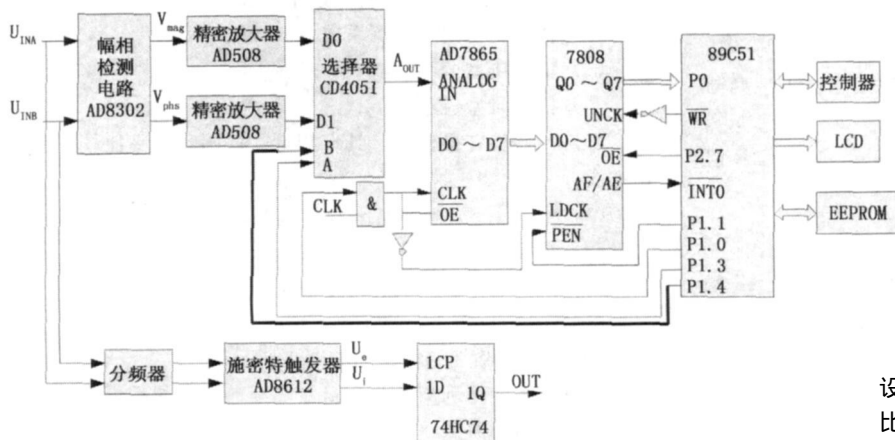 U_INA
U_INB
幅相
检测
电路
AD8302
V_mag
V_phs
精密放大器
AD508
精密放大器
AD508
D0
选择器
CD4051
D1
B
A
A_OUT
AD7865
ANALOG
IN
D0～D7
CLK
OE
CLK
&
7808
Q0～Q7
UNCK
D0～D7
OE
AF/AE
LDCK
PEN
89C51
P0
WR
P2.7
INT0
P1.1
P1.0
P1.3
P1.4
控制器
LCD
EEPROM
分频器
施密特触发器
AD8612
U_o
U_i
1CP
1D
1Q
74HC74
OUT
设
比